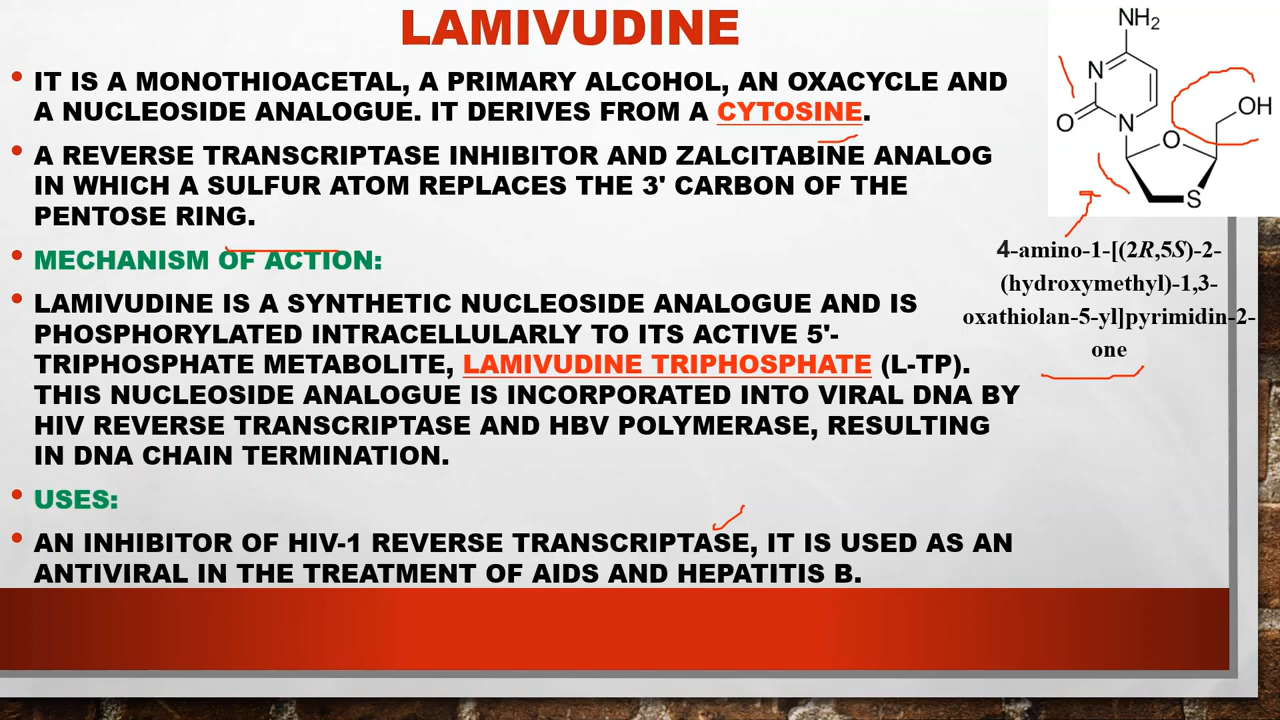 LAMIVUDINE
• IT IS A MONOTHIOACETAL, A PRIMARY ALCOHOL, AN OXACYCLE AND
A NUCLEOSIDE ANALOGUE. IT DERIVES FROM A CYTOSINE.
• A REVERSE TRANSCRIPTASE INHIBITOR AND ZALCITABINE ANALOG
IN WHICH A SULFUR ATOM REPLACES THE 3' CARBON OF THE
PENTOSE RING.
• MECHANISM OF ACTION:
• LAMIVUDINE IS A SYNTHETIC NUCLEOSIDE ANALOGUE AND IS
PHOSPHORYLATED INTRACELLULARLY TO ITS ACTIVE 5'-
TRIPHOSPHATE METABOLITE, LAMIVUDINE TRIPHOSPHATE (L-TP).
THIS NUCLEOSIDE ANALOGUE IS INCORPORATED INTO VIRAL DNA BY
HIV REVERSE TRANSCRIPTASE AND HBV POLYMERASE, RESULTING
IN DNA CHAIN TERMINATION.
• USES:
• AN INHIBITOR OF HIV-1 REVERSE TRANSCRIPTASE, IT IS USED AS AN
ANTIVIRAL IN THE TREATMENT OF AIDS AND HEPATITIS B.
NH2
N
O
N
O
OH
S
4-amino-1-[(2R,5S)-2-
(hydroxymethyl)-1,3-
oxathiolan-5-yl]pyrimidin-2-
one